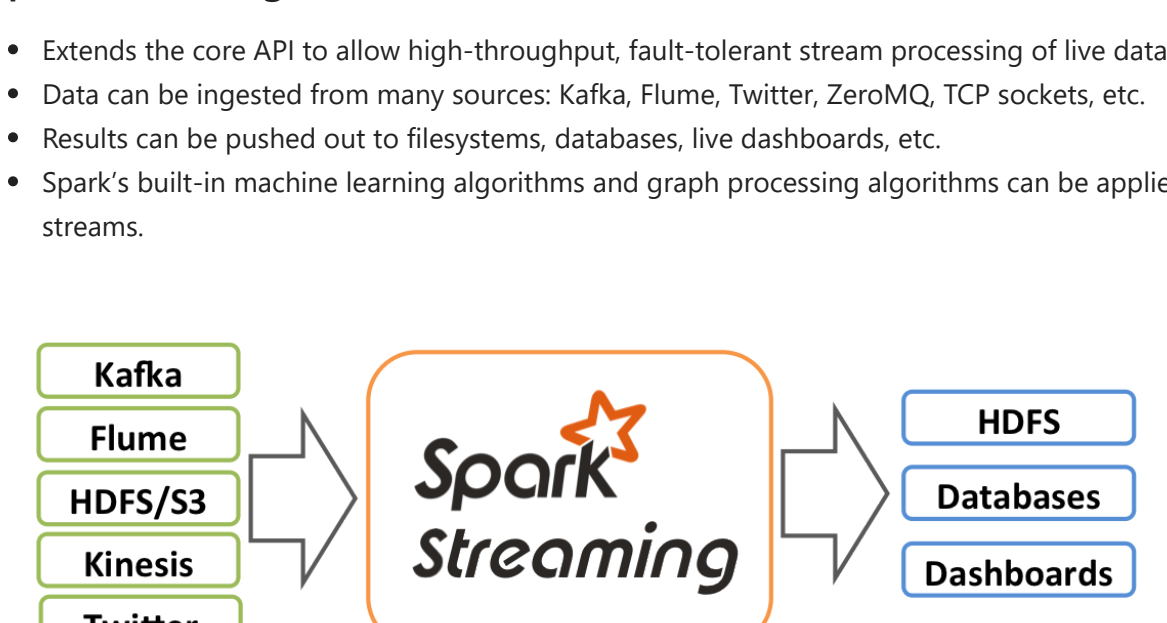 Extends the core API to allow high-throughput, fault-tolerant stream processing of live data
Data can be ingested from many sources: Kafka, Flume, Twitter, ZeroMQ, TCP sockets, etc.
Results can be pushed out to filesystems, databases, live dashboards, etc.
Spark's built-in machine learning algorithms and graph processing algorithms can be applie
streams.
Kafka
Flume
HDFS/S3
Kinesis
Twitter
Spark
Streaming
HDFS
Databases
Dashboards